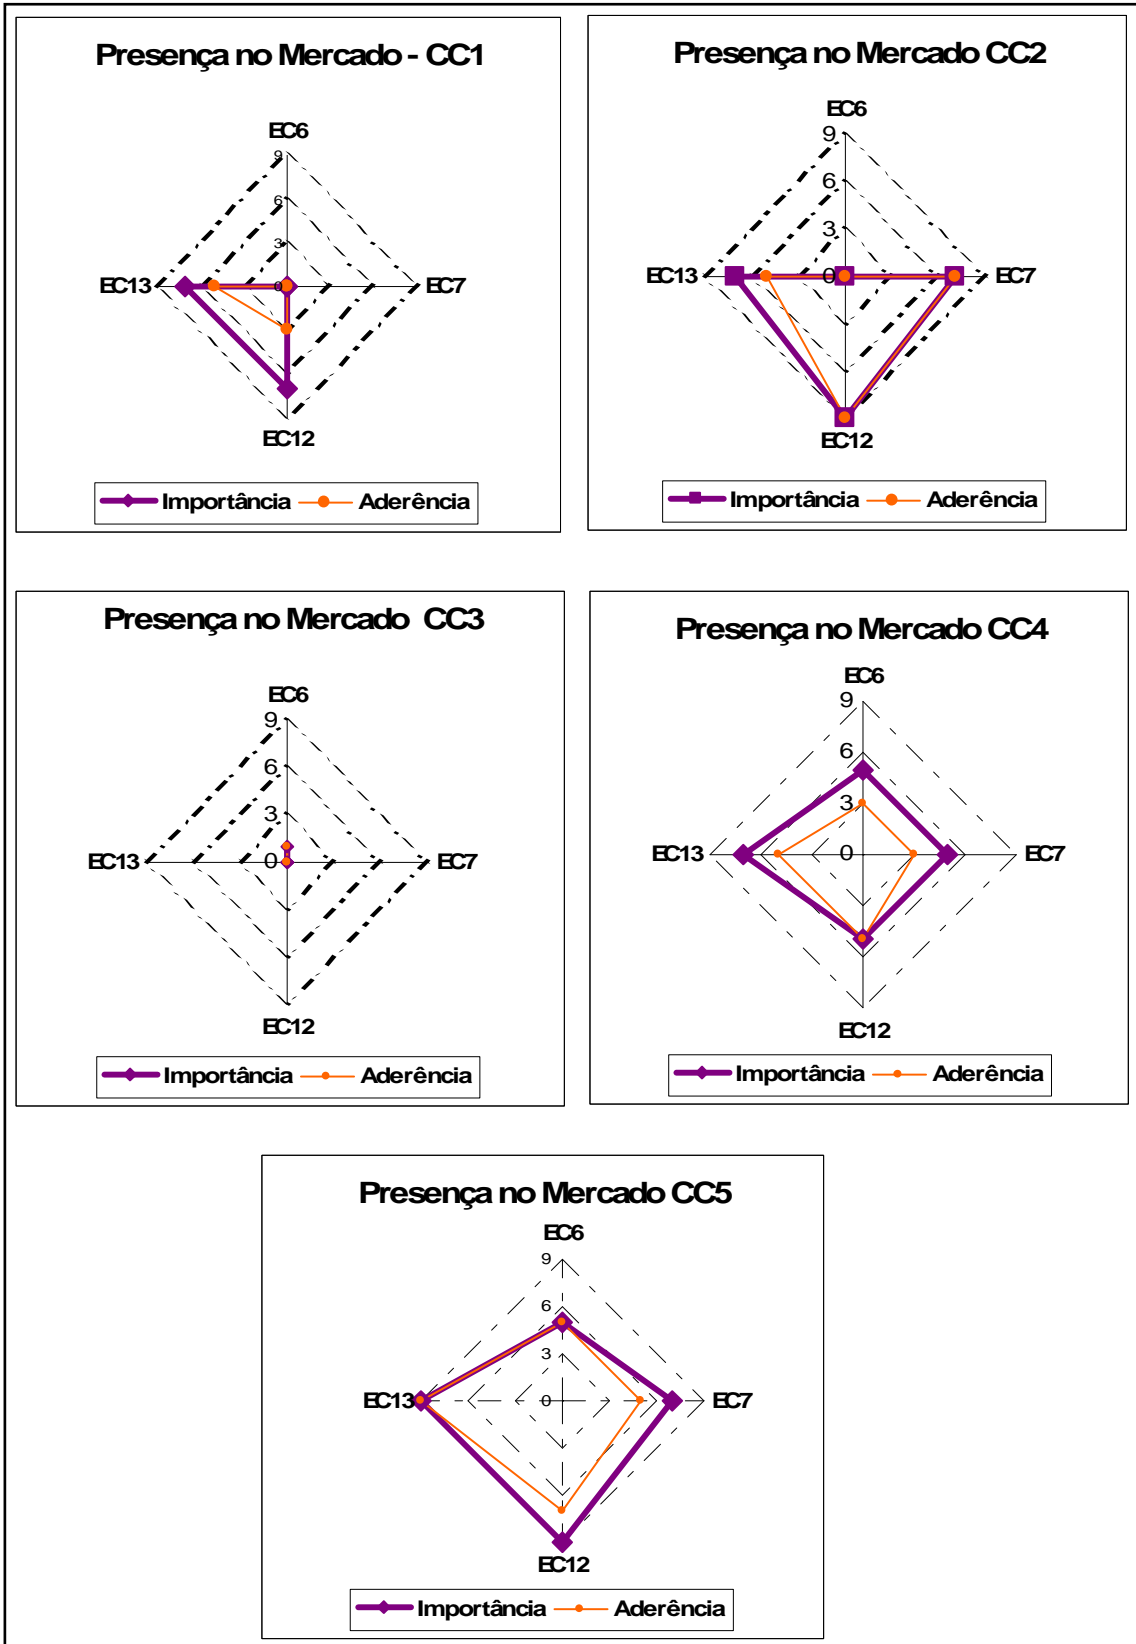 Presença no Mercado - CC1
EC6
9
6
3
0
EC13
EC7
EC12
Importância
Aderência
Presença no Mercado CC2
EC6
9
6
3
0
EC13
EC7
EC12
Importância
Aderência
Presença no Mercado CC3
EC6
9
6
3
0
EC13
EC7
EC12
Importância
Aderência
Presença no Mercado CC4
EC6
9
6
3
0
EC13
EC7
EC12
Importância
Aderência
Presença no Mercado CC5
EC6
9
6
3
0
EC13
EC7
EC12
Importância
Aderência